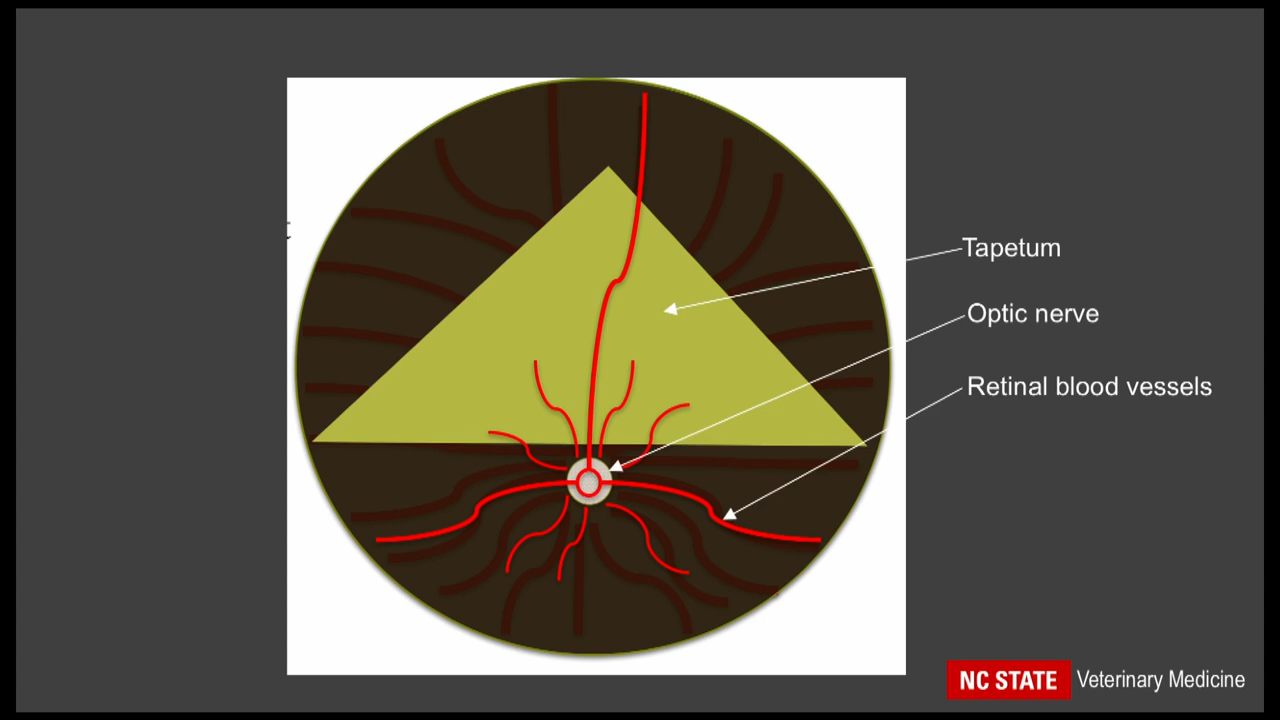 Tapetum
Optic nerve
Retinal blood vessels
NC STATE Veterinary Medicine